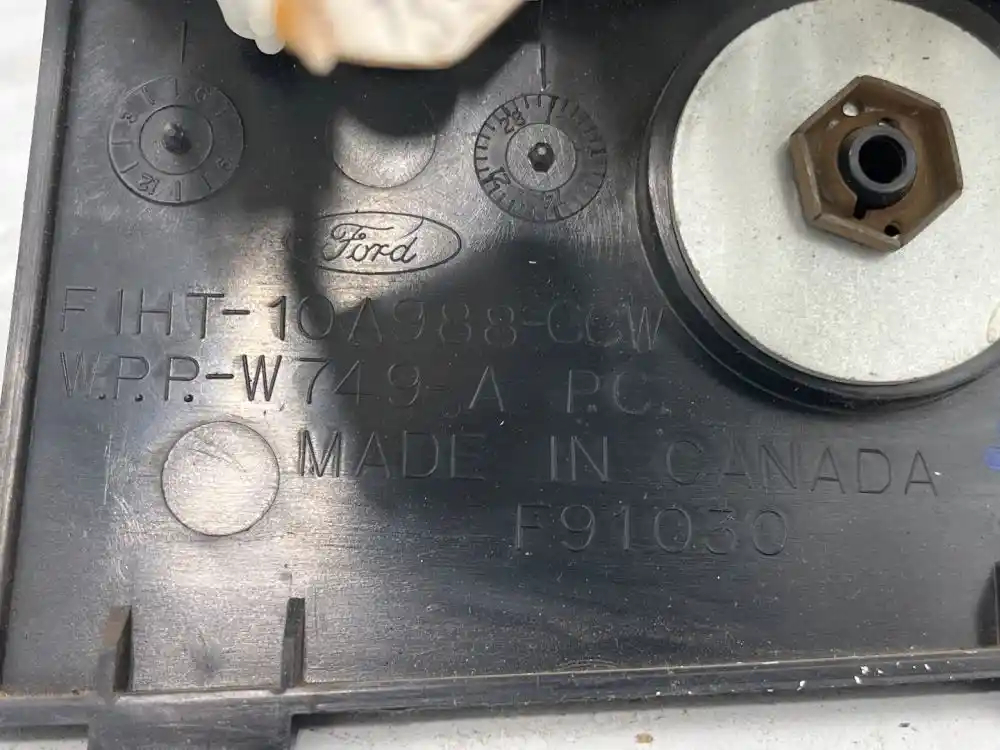 Ford
F1HT-10A988-CCW
W.P.P.-W749-A P.C.
MADE IN CANADA
F91030